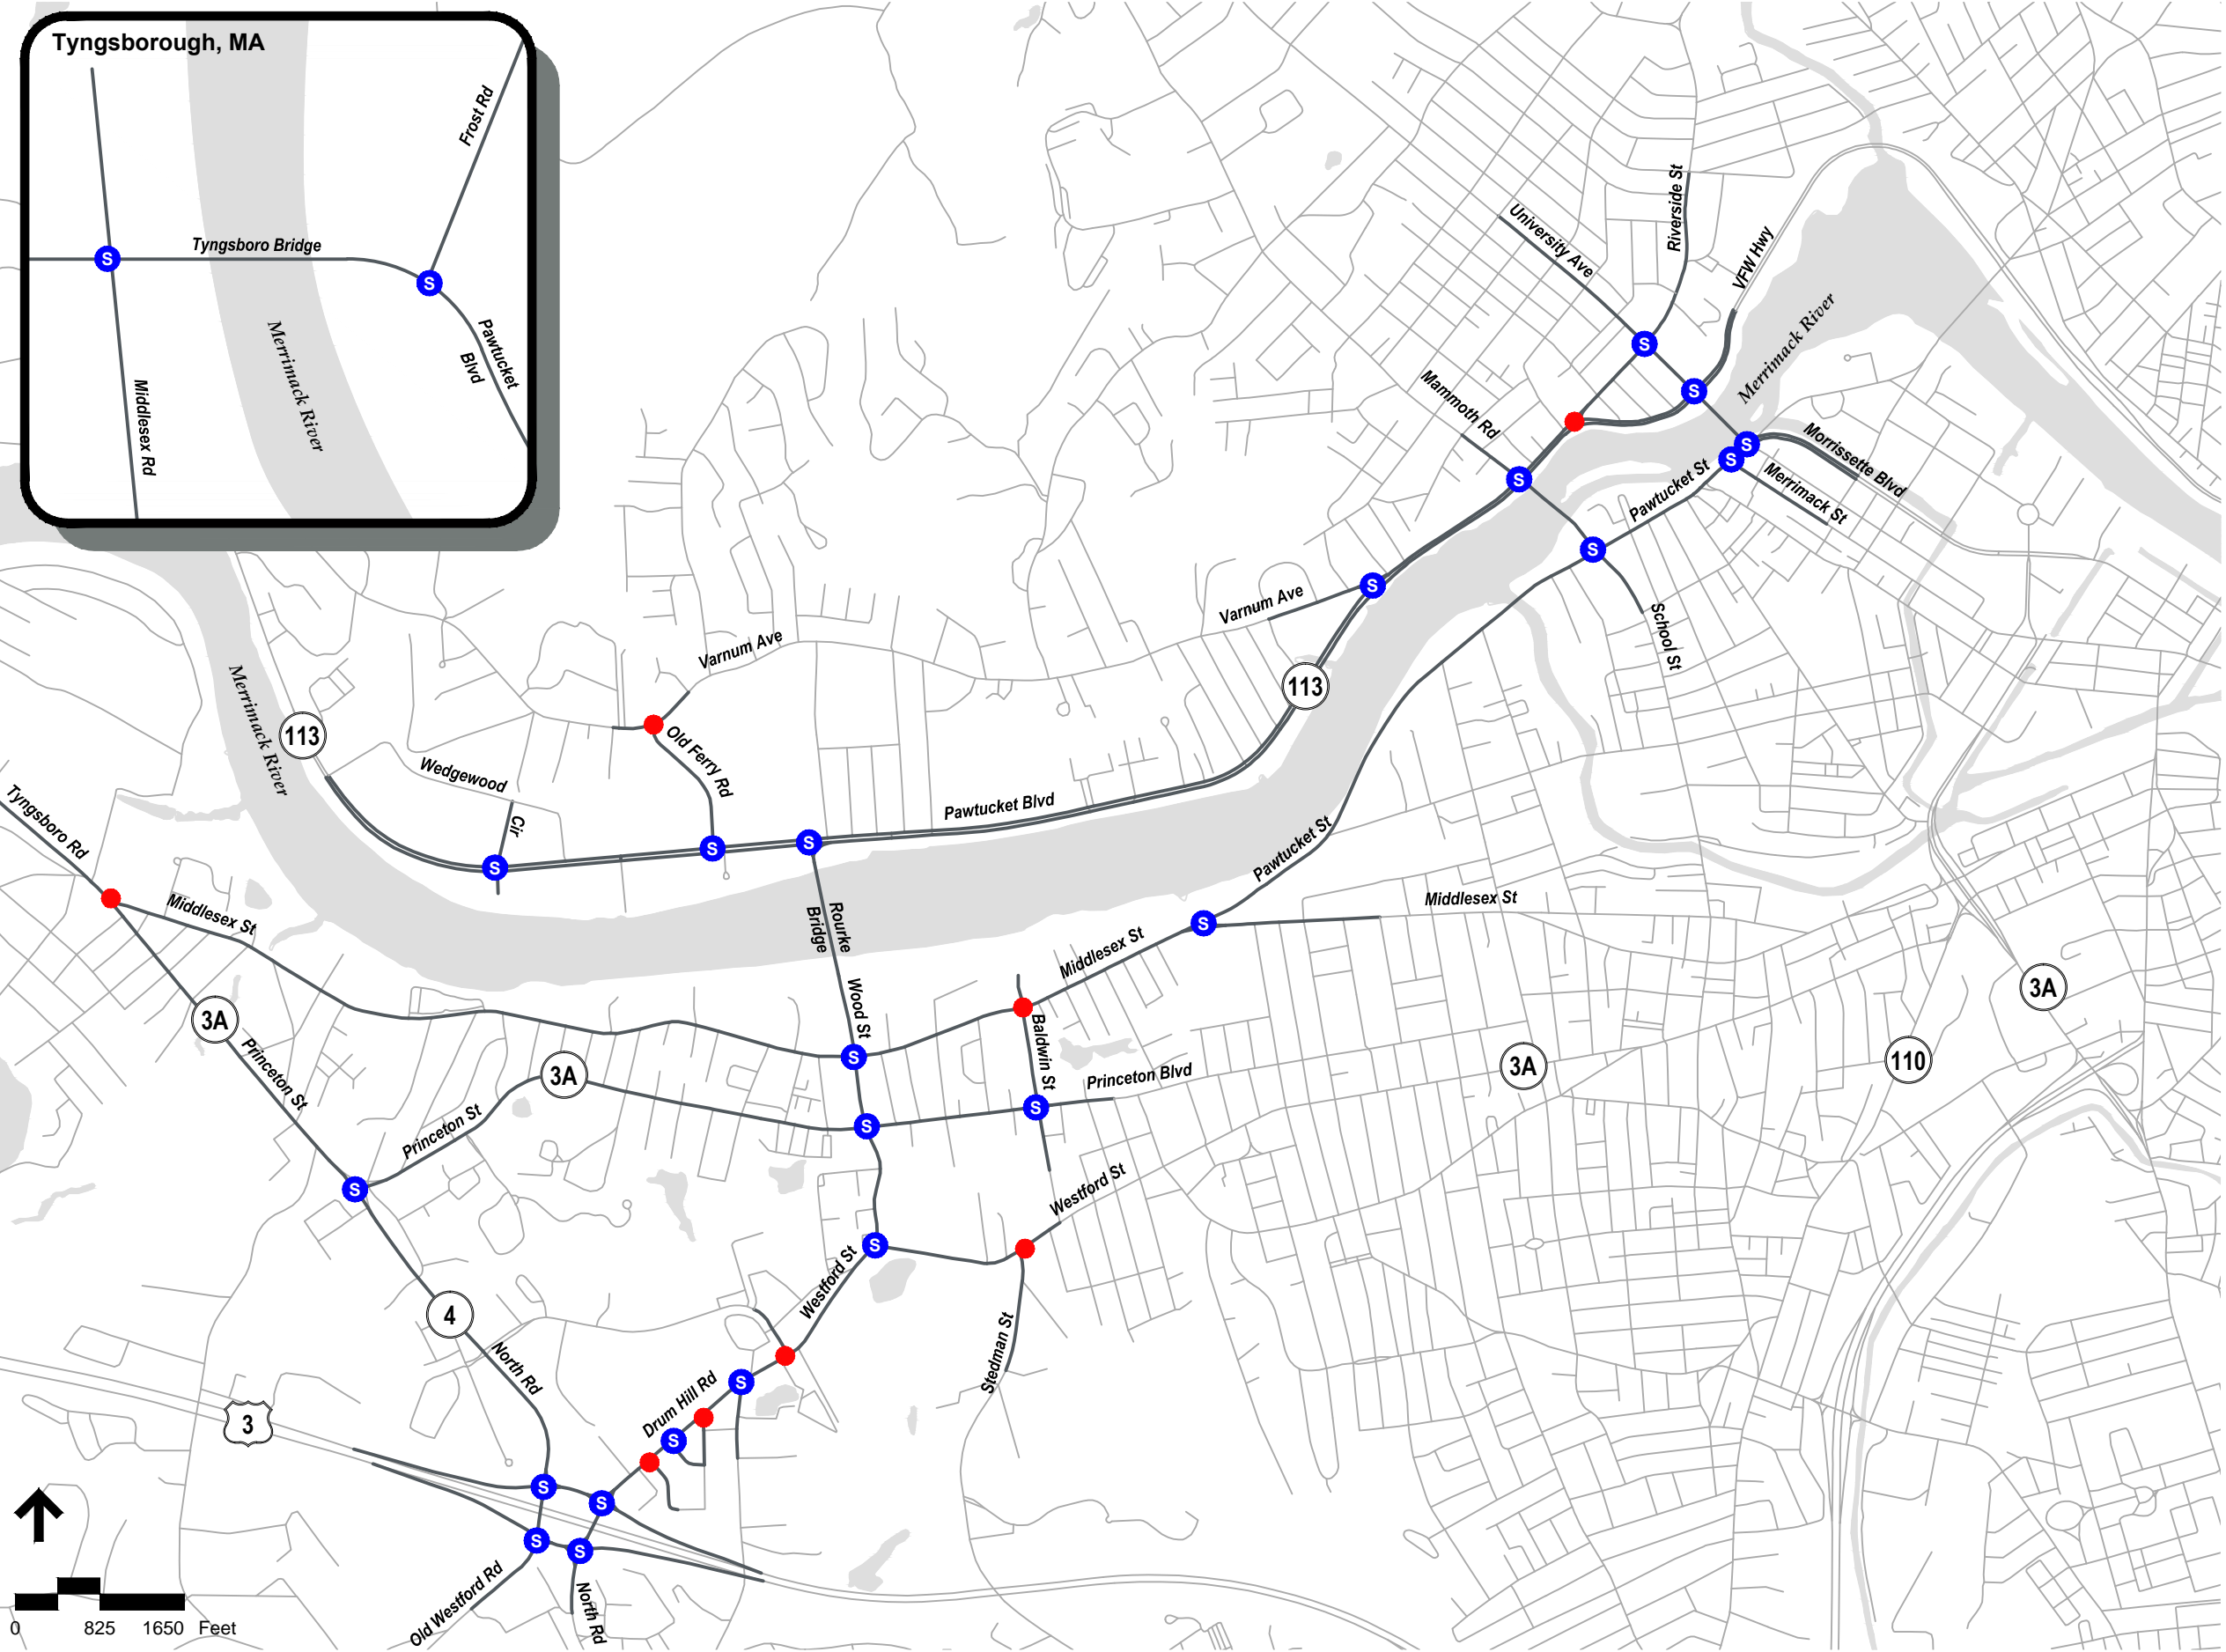 Tyngsborough, MA
Frost Rd
Tyngsboro Bridge
S
S
Merrimack River
Pawtucket
Blvd
Middlesex Rd
Riverside St
University Ave
VFW Hwy
Merrimack River
S
S
Mammoth Rd
S
S
S
Morrissette Blvd
Merrimack St
Pawtucket St
S
School St
Varnum Ave
S
Varnum Ave
113
Merrimack River
113
Old Ferry Rd
Wedgewood
Cir
Pawtucket Blvd
S
S
S
Tyngsboro Rd
Pawtucket St
Middlesex St
Middlesex St
Rourke
Bridge
Middlesex St
S
Wood St
3A
3A
Baldwin St
Princeton St
S
3A
3A
110
Princeton Blvd
S
S
Princeton St
S
Westford St
S
Westford St
4
Stedman St
North Rd
Drum Hill Rd
S
S
3
S
S
S
S
Old Westford Rd
North Rd
0 825 1650 Feet